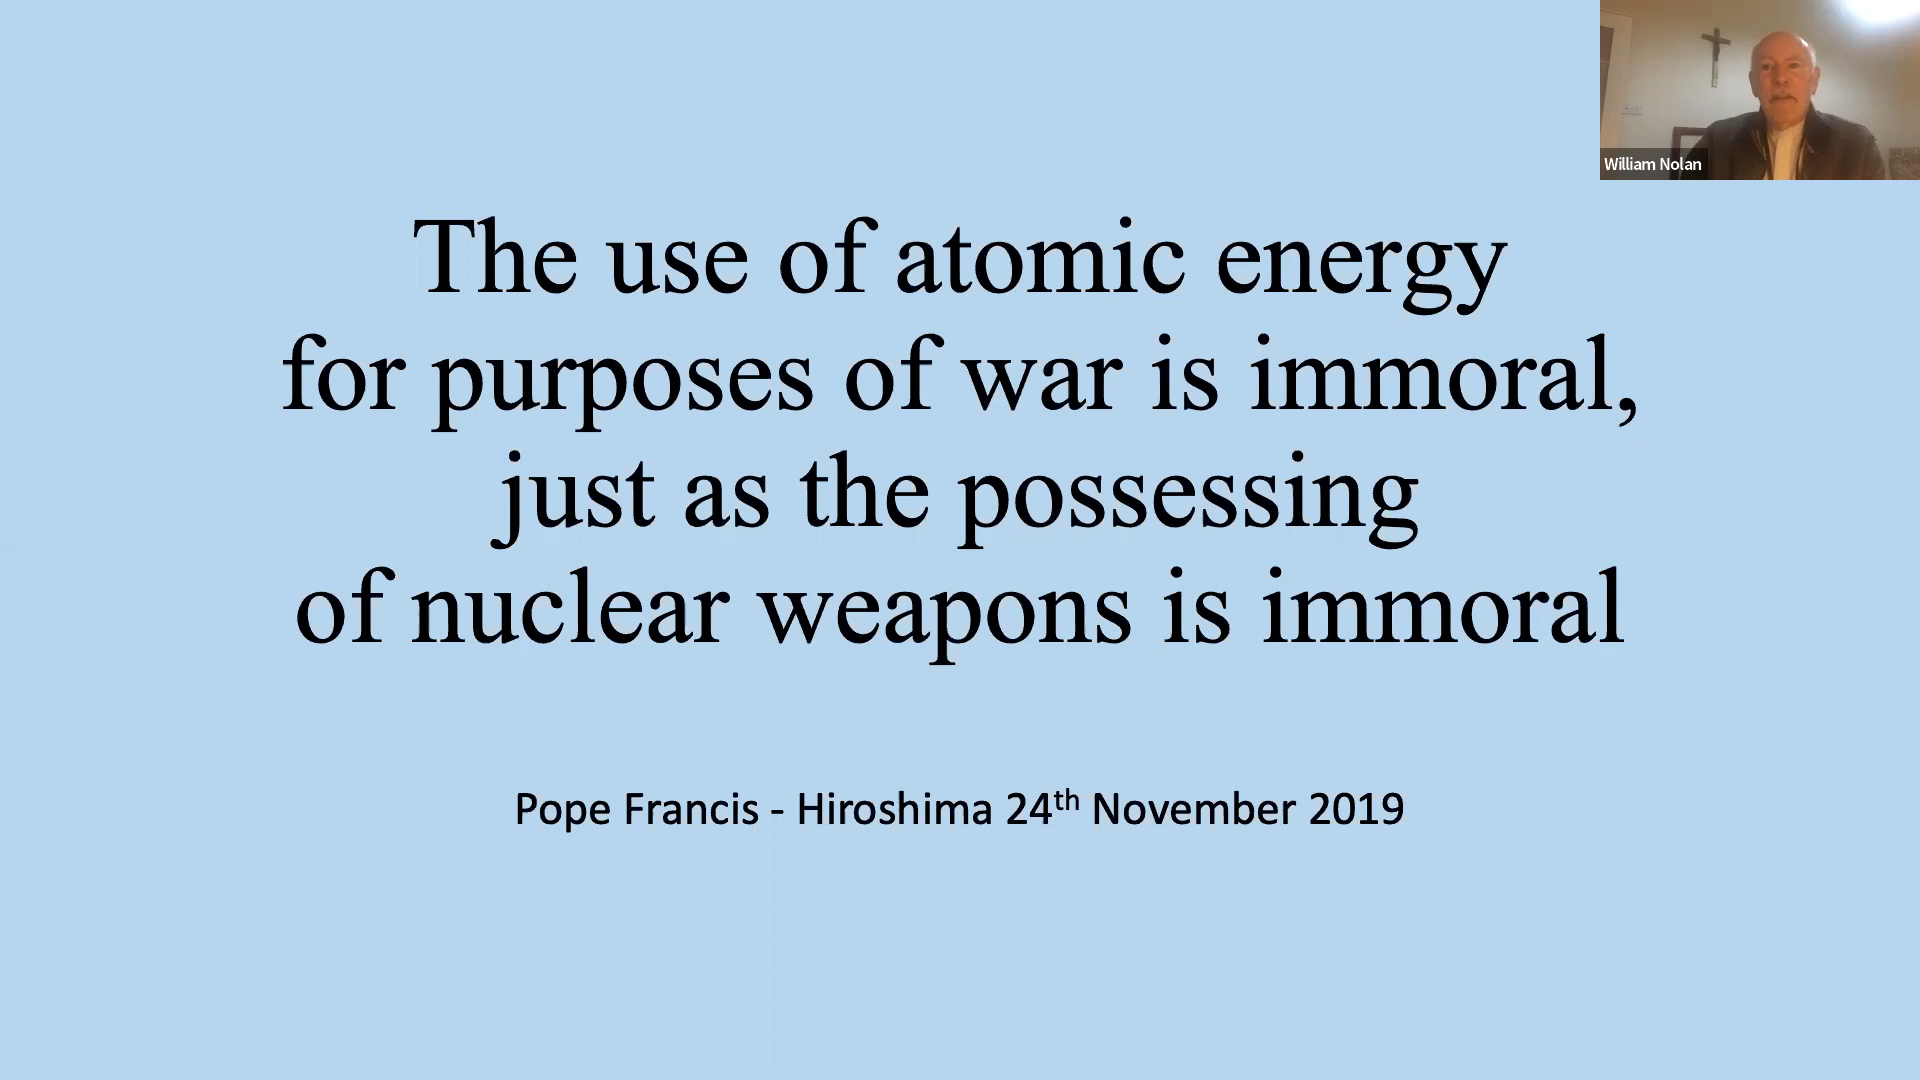 William Nolan
The use of atomic energy
for purposes of war is immoral,
just as the possessing
of nuclear weapons is immoral
Pope Francis - Hiroshima 24th November 2019